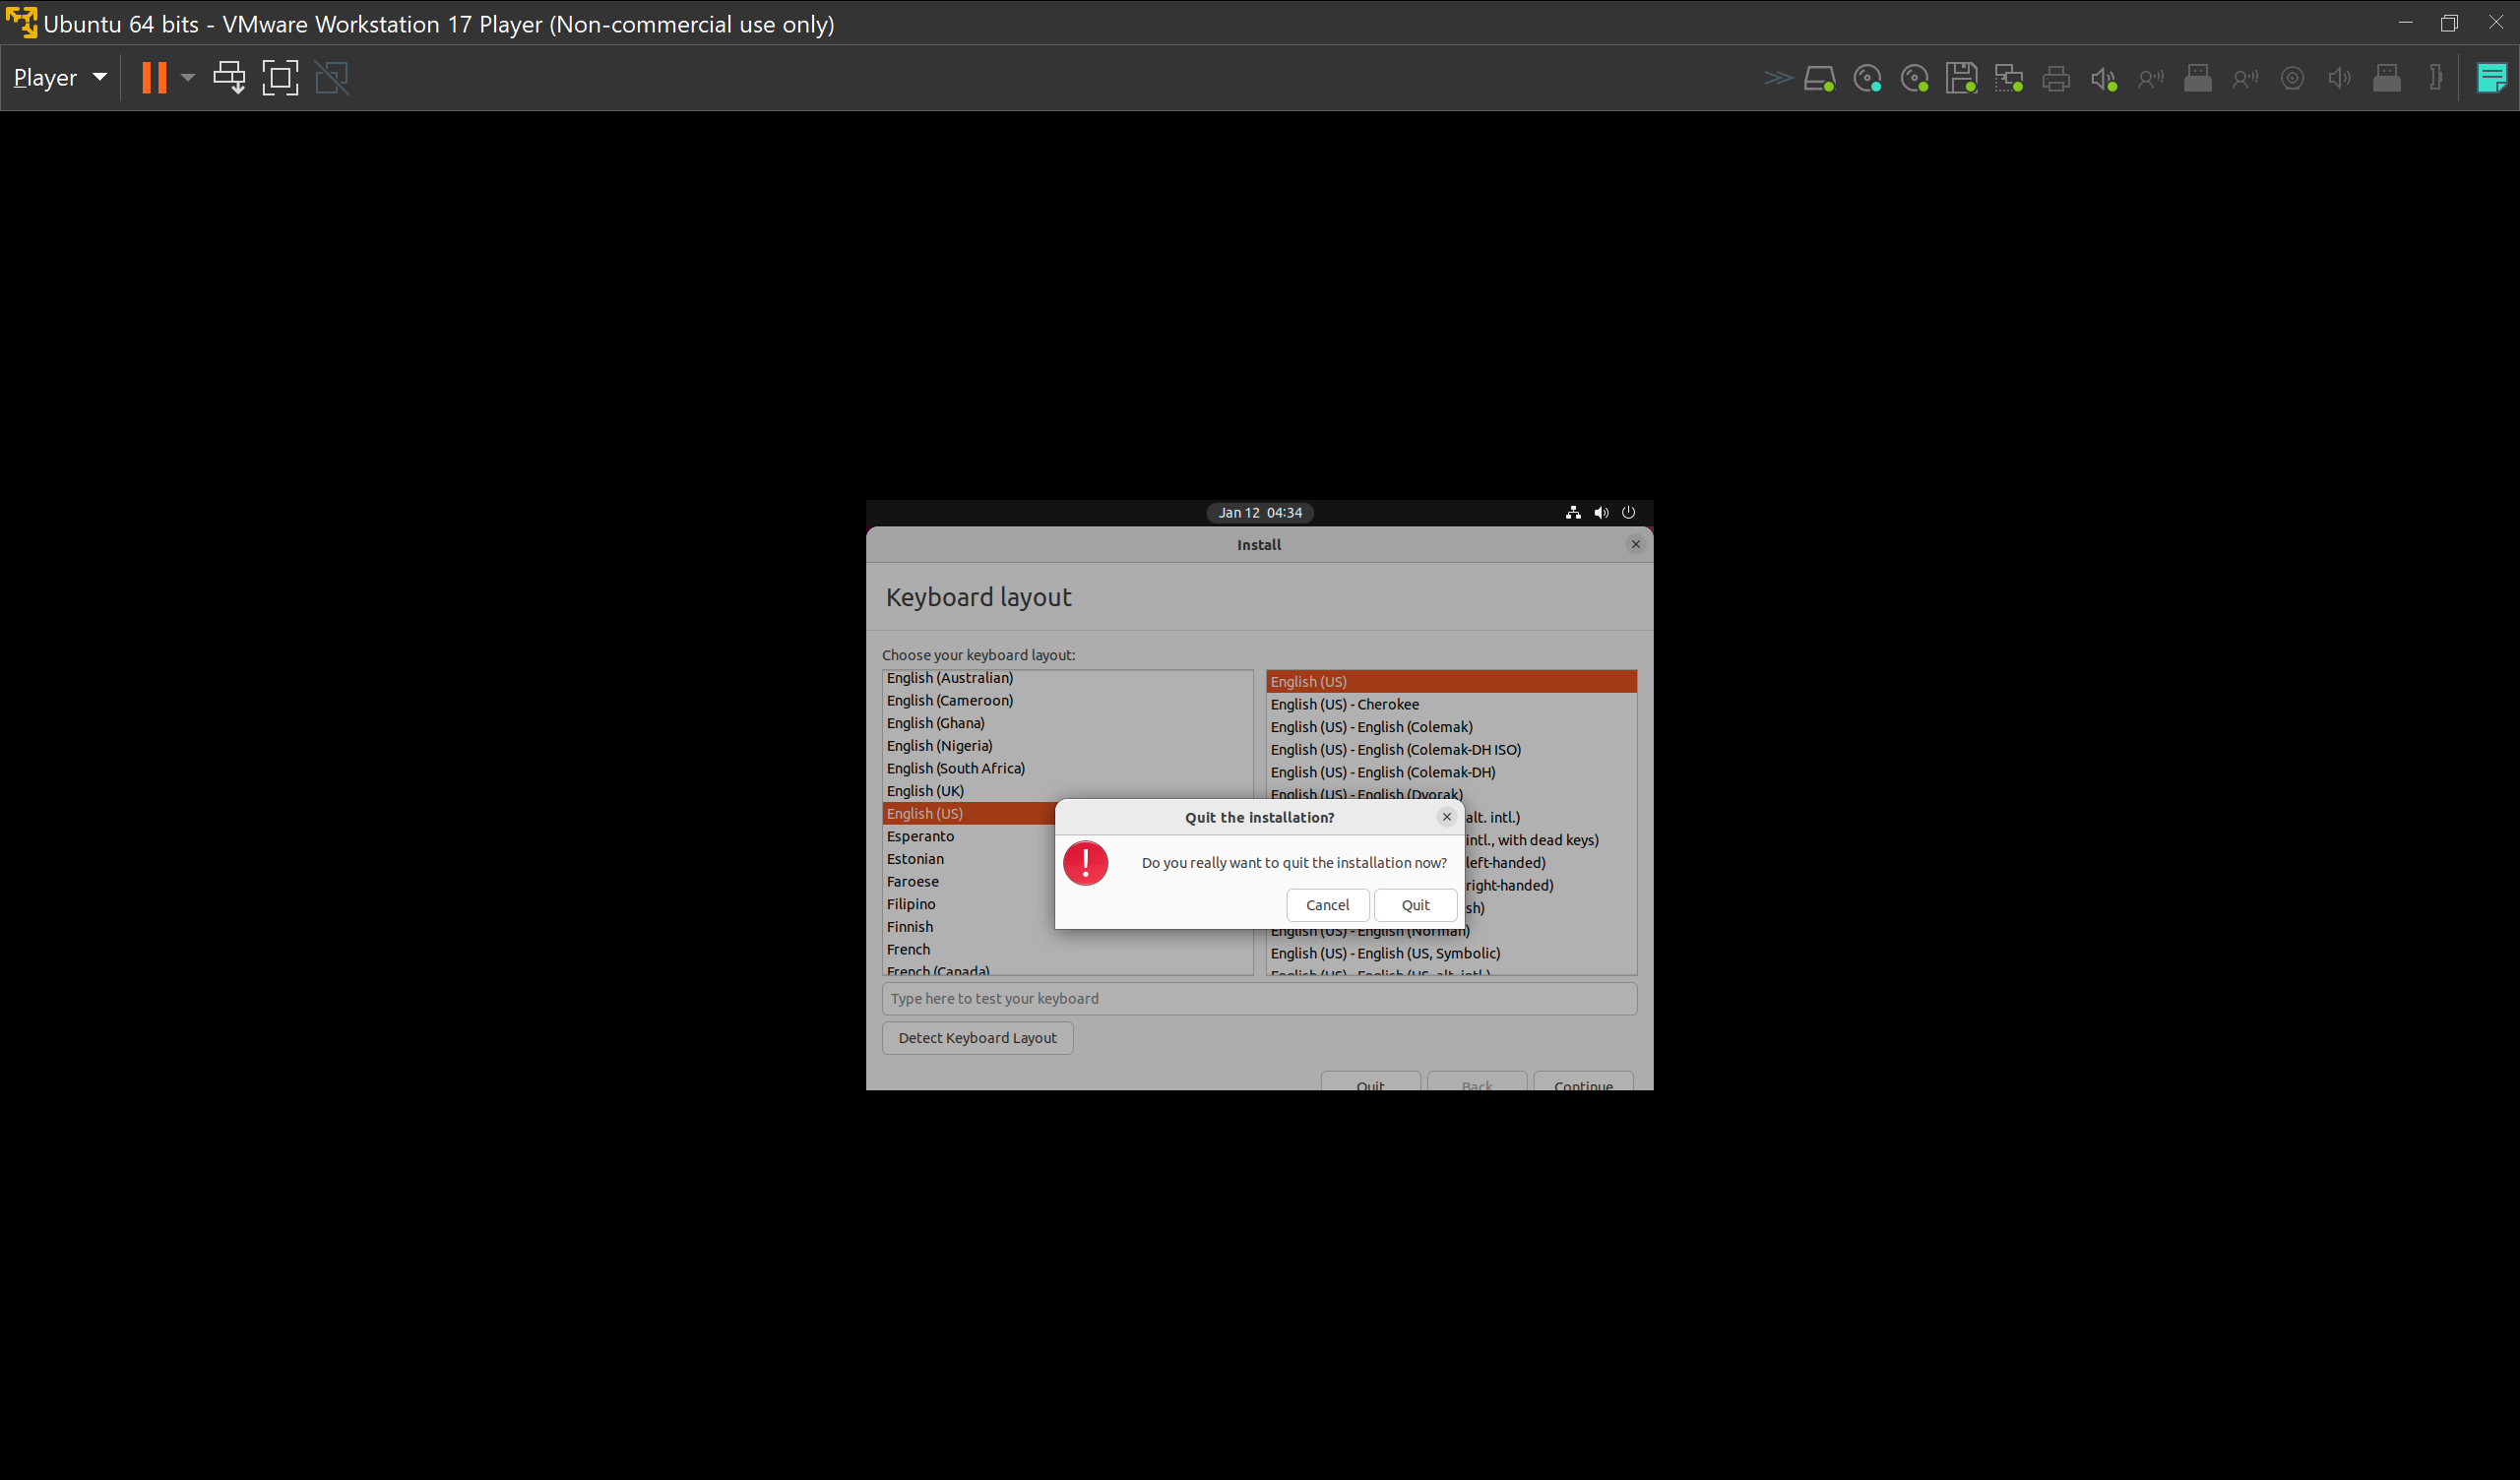 Ubuntu 64 bits - VMware Workstation 17 Player (Non-commercial use only)
Player
Jan 12 04:34
Install
Keyboard layout
Choose your keyboard layout:
English (Australian)
English (Cameroon)
English (Ghana)
English (Nigeria)
English (South Africa)
English (UK)
English (US)
Esperanto
Estonian
Faroese
Filipino
Finnish
French
French (Canada)
English (US)
English (US) - Cherokee
English (US) - English (Colemak)
English (US) - English (Colemak-DH ISO)
English (US) - English (Colemak-DH)
English (US) - English (Dvorak)
alt. intl.)
intl., with dead keys)
left-handed)
right-handed)
sh)
English (US) - English (Norman)
English (US) - English (US, Symbolic)
English (US) - English (US, alt. intl.)
Quit the installation?
Do you really want to quit the installation now?
Cancel
Quit
Type here to test your keyboard
Detect Keyboard Layout
Quit
Back
Continue